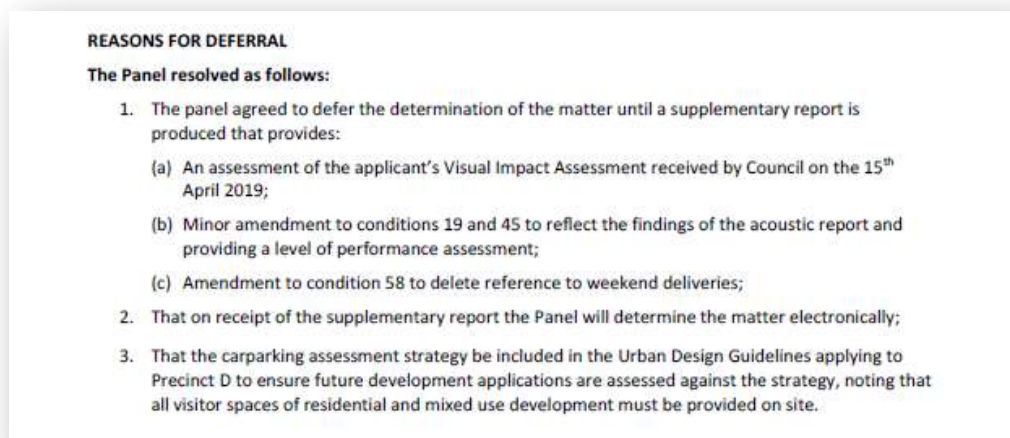 REASONS FOR DEFERRAL
The Panel resolved as follows:
1. The panel agreed to defer the determination of the matter until a supplementary report is
produced that provides:
(a) An assessment of the applicant's Visual Impact Assessment received by Council on the 15th
April 2019;
(b) Minor amendment to conditions 19 and 45 to reflect the findings of the acoustic report and
providing a level of performance assessment;
(c) Amendment to condition 58 to delete reference to weekend deliveries;
2. That on receipt of the supplementary report the Panel will determine the matter electronically;
3. That the carparking assessment strategy be included in the Urban Design Guidelines applying to
Precinct D to ensure future development applications are assessed against the strategy, noting that
all visitor spaces of residential and mixed use development must be provided on site.